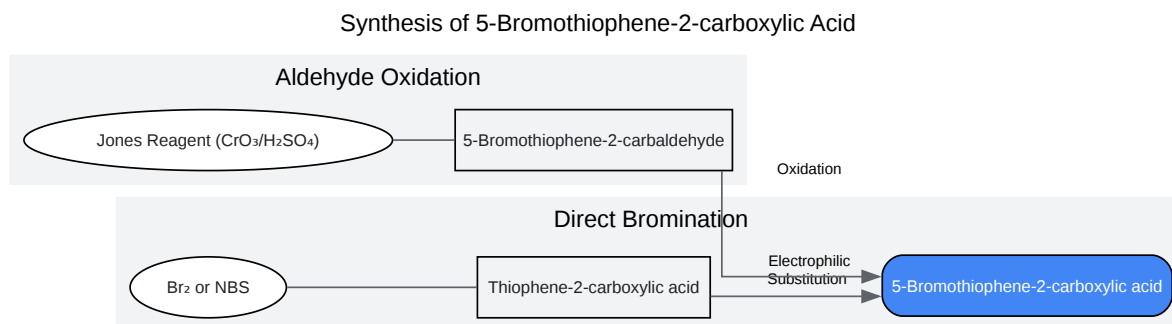 Synthesis of 5-Bromothiophene-2-carboxylic Acid
Aldehyde Oxidation
Jones Reagent (CrO₃/H₂SO₄)
5-Bromothiophene-2-carbaldehyde
Oxidation
Direct Bromination
Br₂ or NBS
Thiophene-2-carboxylic acid
Electrophilic
Substitution
5-Bromothiophene-2-carboxylic acid